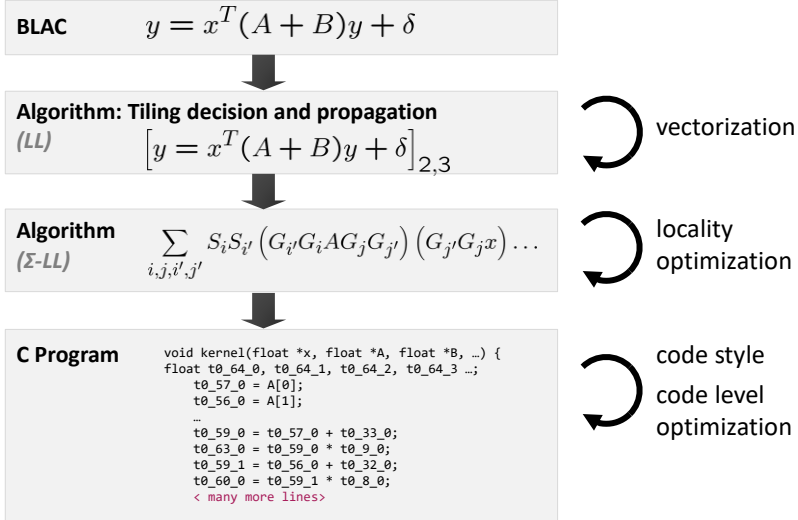 BLAC y = x^T(A + B)y + δ
Algorithm: Tiling decision and propagation
(LL) [y = x^T(A + B)y + δ]_{2,3}
vectorization
Algorithm
(Σ-LL) \sum_{i,j,i',j'} S_i S_{i'} (G_{i'} G_i A G_j G_{j'}) (G_{j'} G_j x) ...
locality
optimization
C Program
void kernel(float *x, float *A, float *B, …) {
float t0_64_0, t0_64_1, t0_64_2, t0_64_3 …;
t0_57_0 = A[0];
t0_56_0 = A[1];
…
t0_59_0 = t0_57_0 + t0_33_0;
t0_63_0 = t0_59_0 * t0_9_0;
t0_59_1 = t0_56_0 + t0_32_0;
t0_60_0 = t0_59_1 * t0_8_0;
< many more lines>
code style
code level
optimization